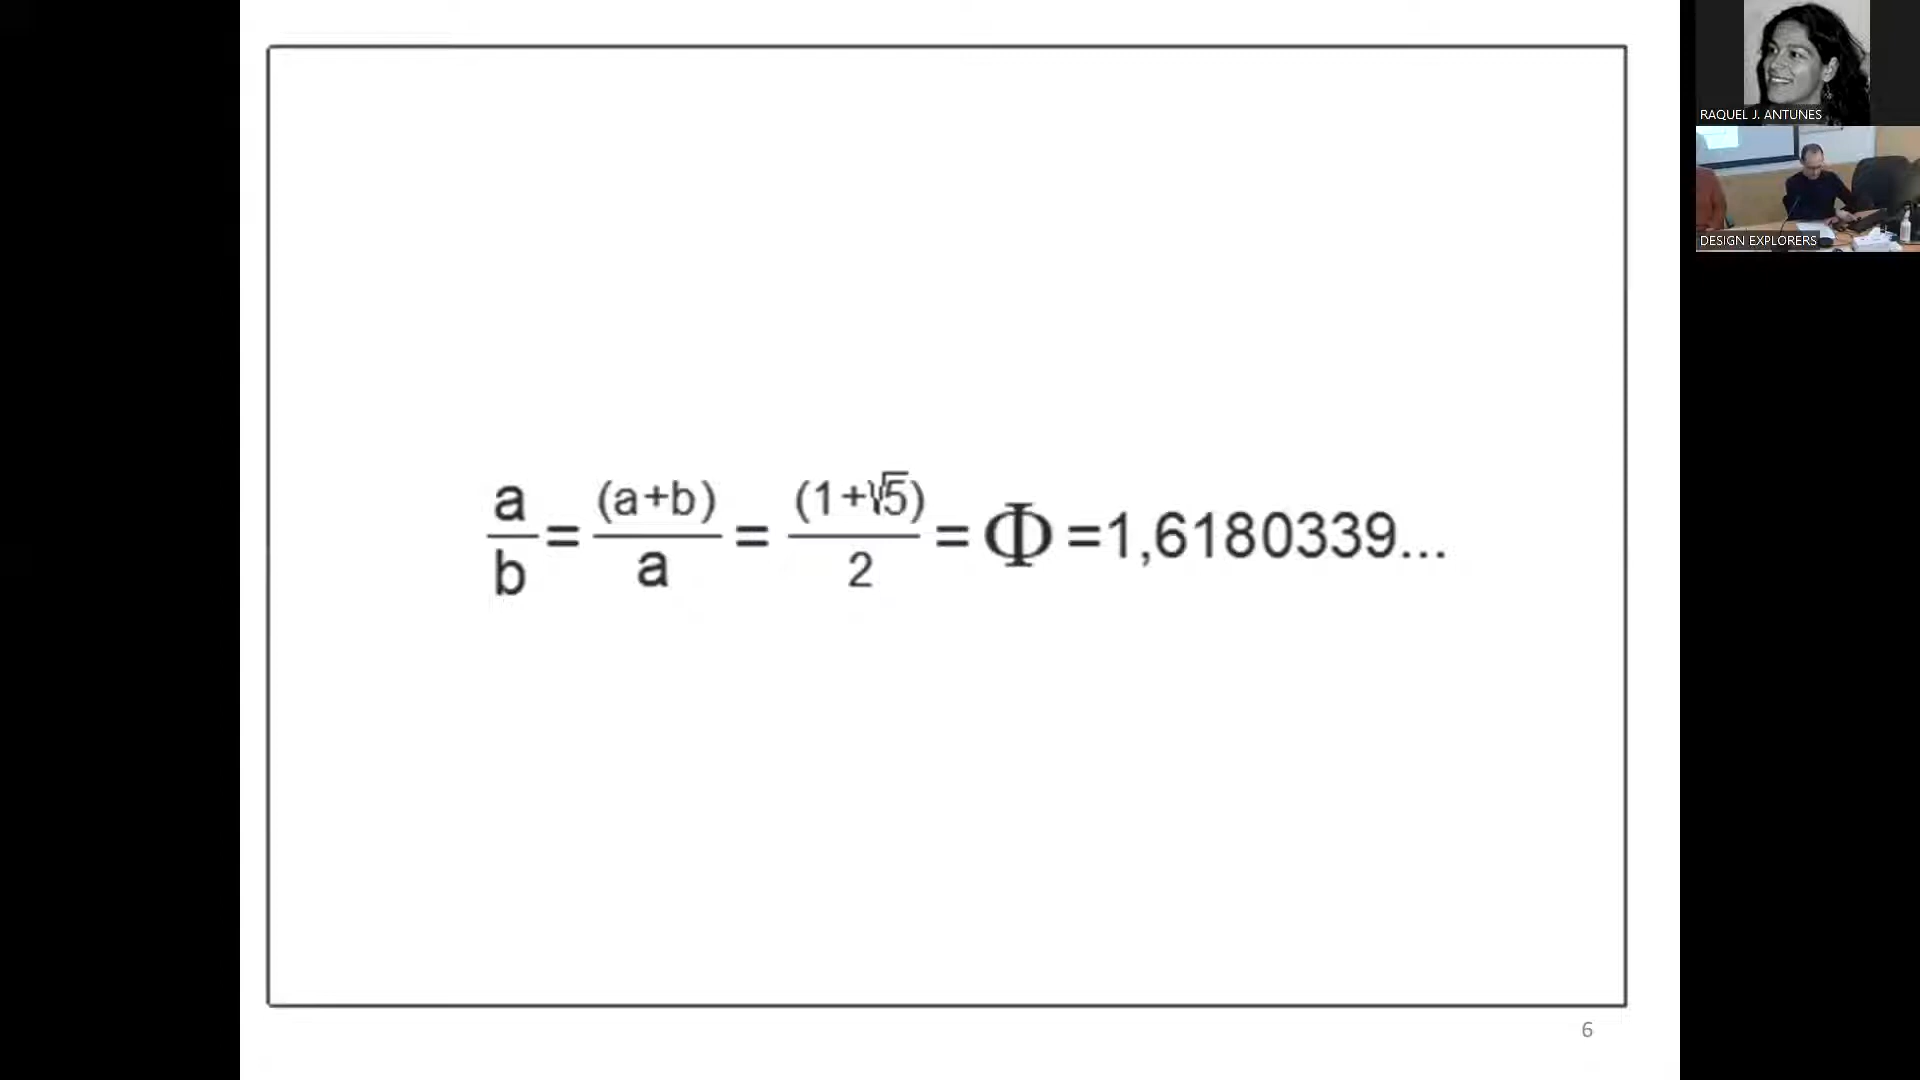 a/b = (a+b)/a = (1+√5)/2 = Φ =1,6180339...
6
RAQUEL J. ANTUNES
DESIGN EXPLORERS